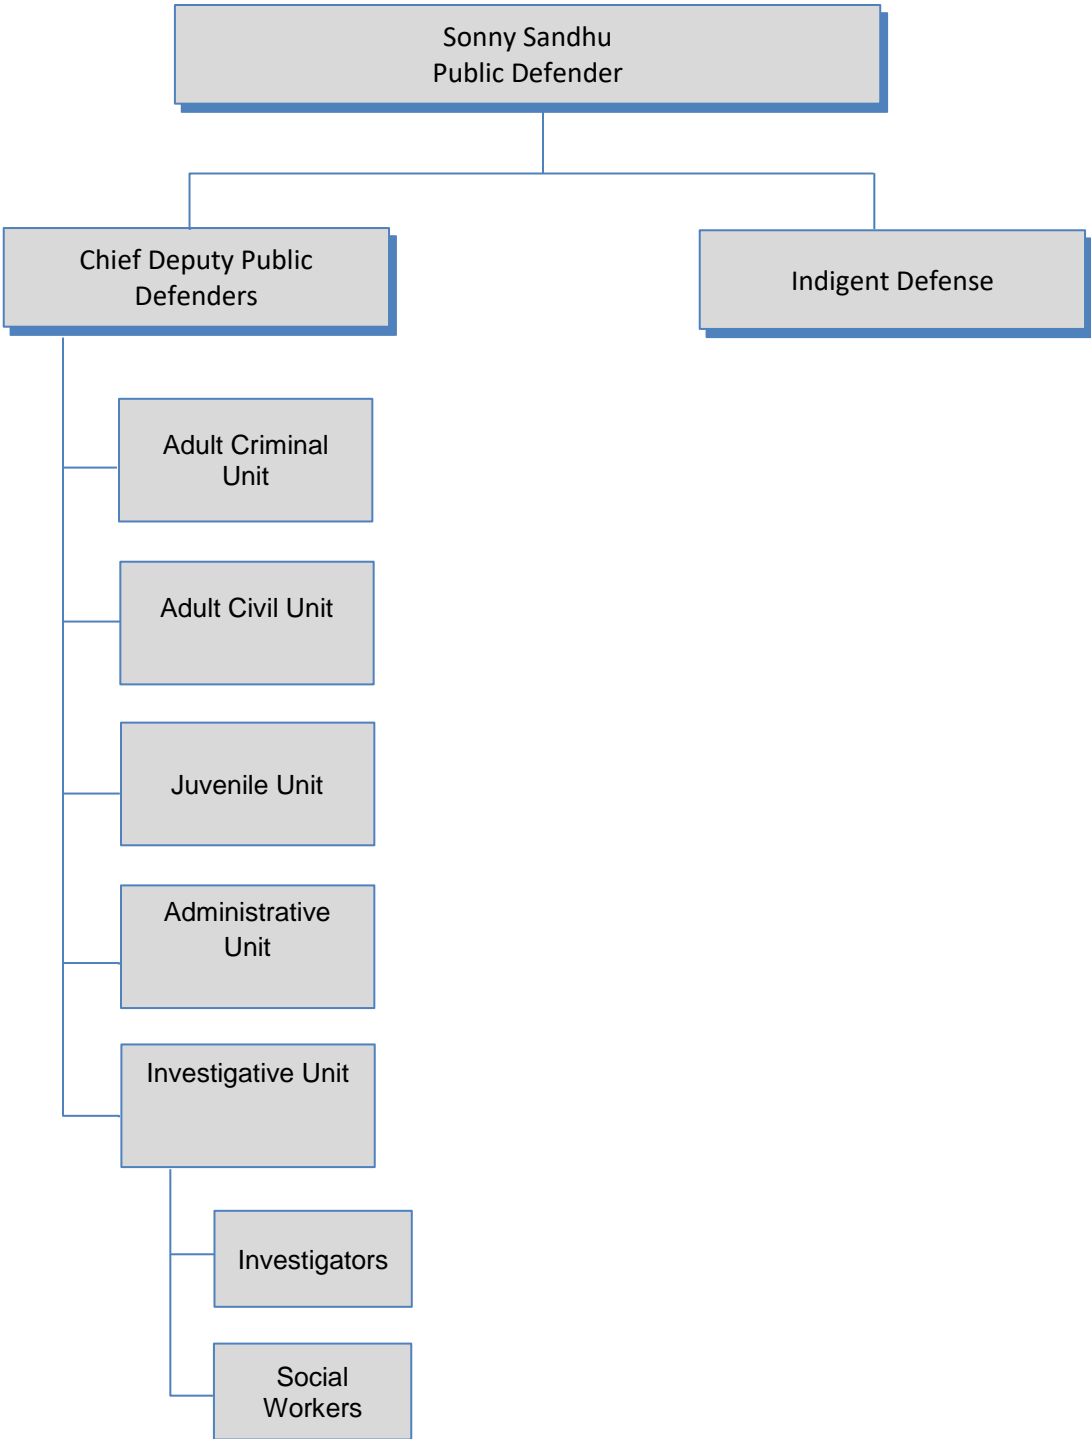 Sonny Sandhu
Public Defender
Chief Deputy Public
Defenders
Indigent Defense
Adult Criminal
Unit
Adult Civil Unit
Juvenile Unit
Administrative
Unit
Investigative Unit
Investigators
Social
Workers